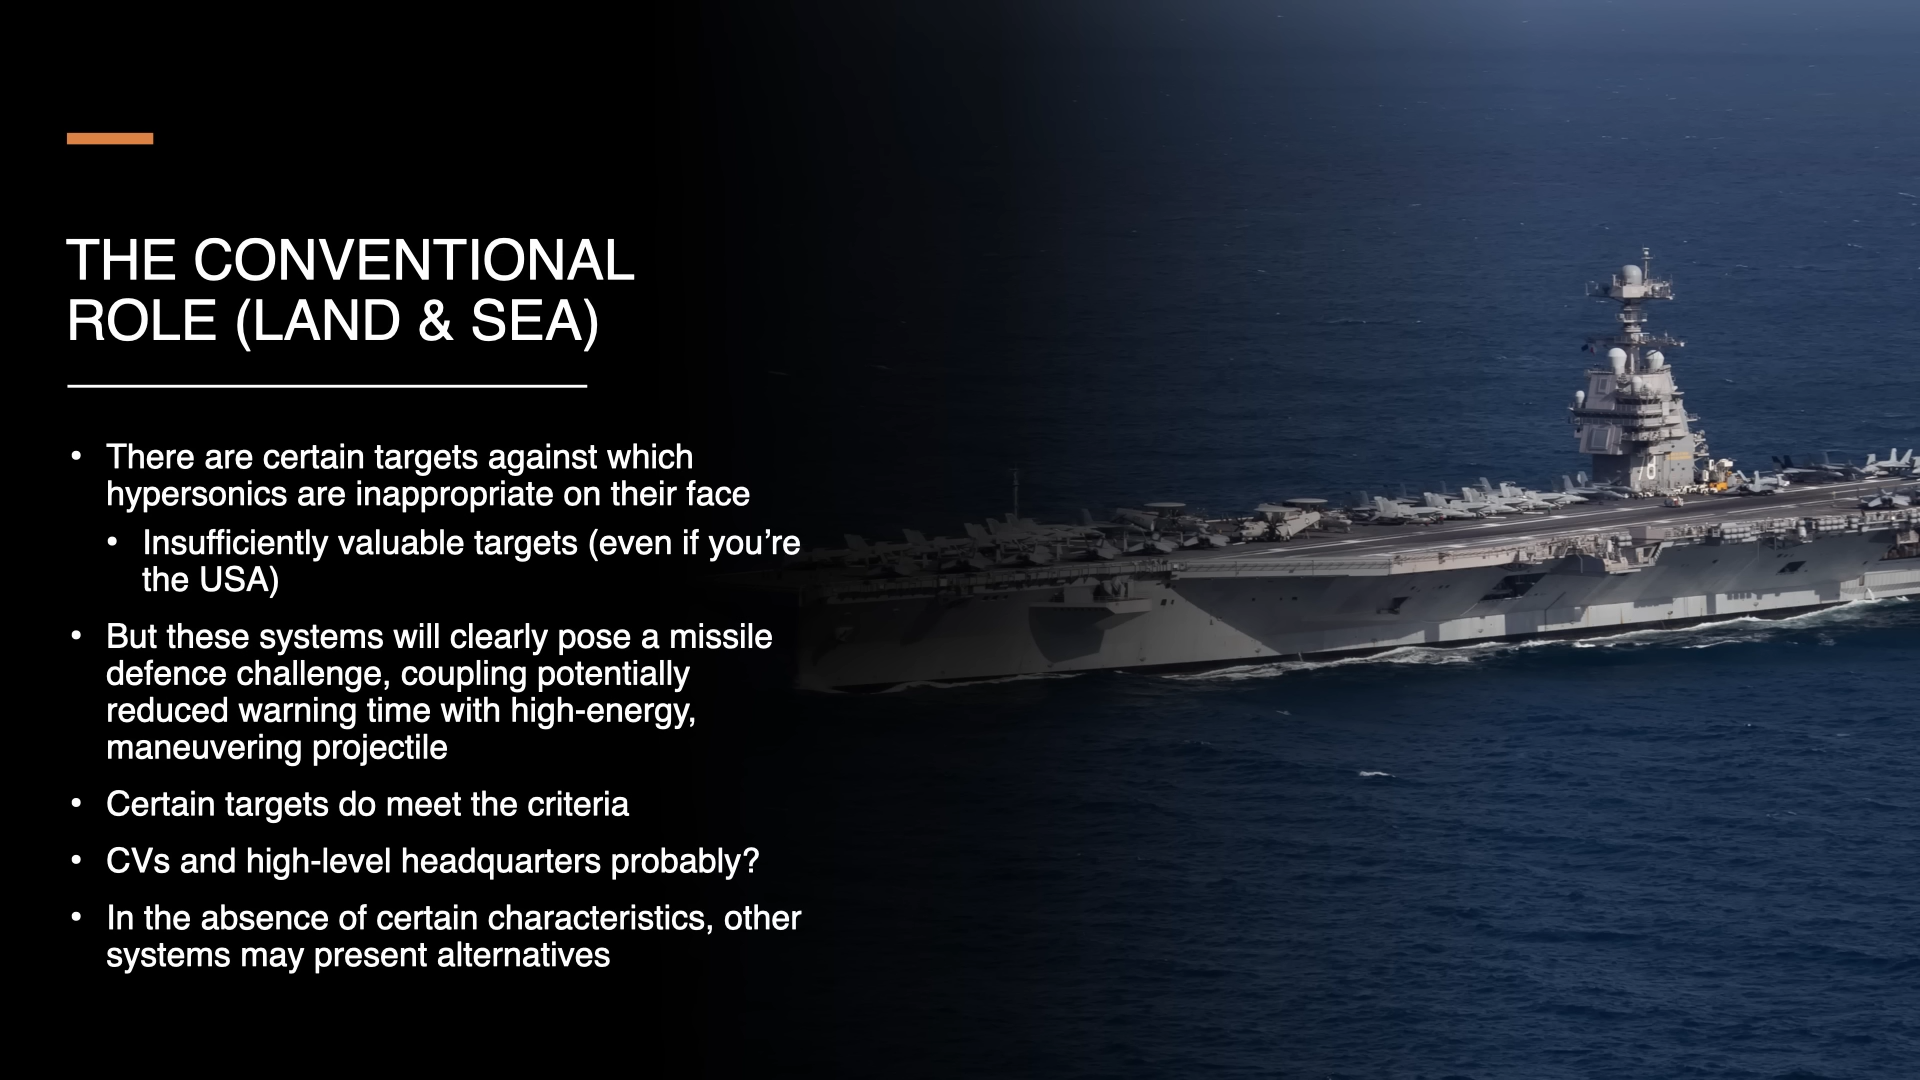 THE CONVENTIONAL
ROLE (LAND & SEA)
• There are certain targets against which
hypersonics are inappropriate on their face
• Insufficiently valuable targets (even if you’re
the USA)
• But these systems will clearly pose a missile
defence challenge, coupling potentially
reduced warning time with high-energy,
maneuvering projectile
• Certain targets do meet the criteria
• CVs and high-level headquarters probably?
• In the absence of certain characteristics, other
systems may present alternatives
78